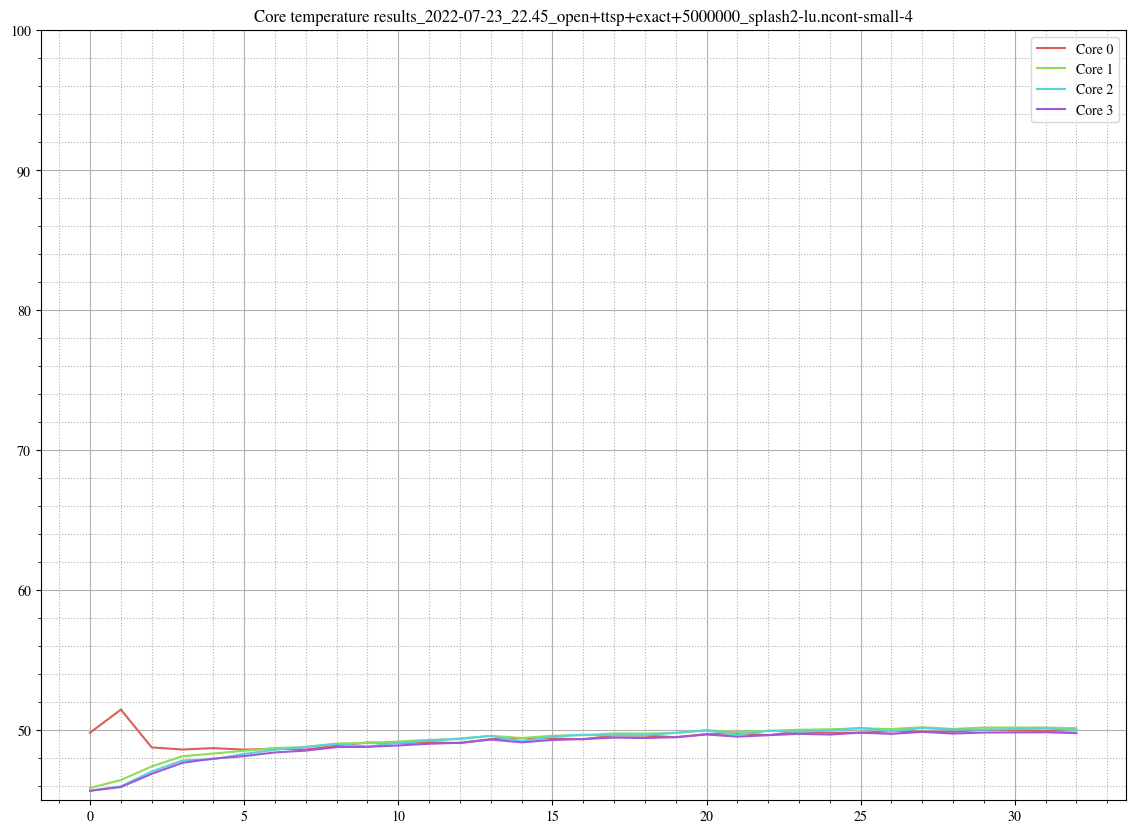 Core temperature results_2022-07-23_22.45_open+ttsp+exact+5000000_splash2-lu.ncont-small-4
100
90
80
70
60
50
Core 0
Core 1
Core 2
Core 3
0 5 10 15 20 25 30